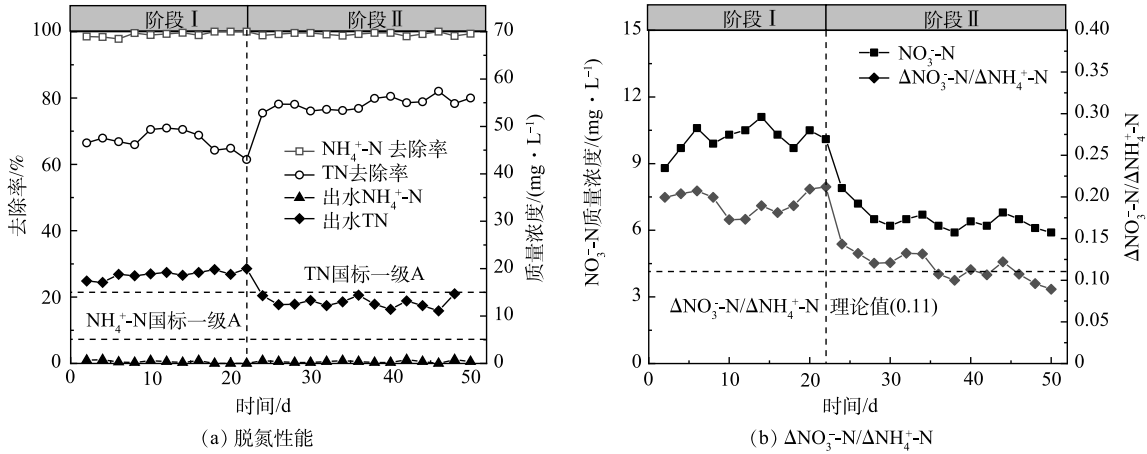 阶段 I
阶段 II
100
80
60
40
20
0
去除率/%
70
60
50
40
30
20
10
0
质量浓度/(mg·L⁻¹)
NH₄⁺-N 去除率
TN去除率
出水NH₄⁺-N
出水TN
TN国标一级A
NH₄⁺-N国标一级A
0 10 20 30 40 50
时间/d
(a) 脱氮性能
阶段 I
阶段 II
15
12
9
6
3
0
NO₃⁻-N质量浓度/(mg·L⁻¹)
0.40
0.35
0.30
0.25
0.20
0.15
0.10
0.05
0
ΔNO₃⁻-N/ΔNH₄⁺-N
NO₃⁻-N
ΔNO₃⁻-N/ΔNH₄⁺-N
ΔNO₃⁻-N/ΔNH₄⁺-N 理论值(0.11)
0 10 20 30 40 50
时间/d
(b) ΔNO₃⁻-N/ΔNH₄⁺-N